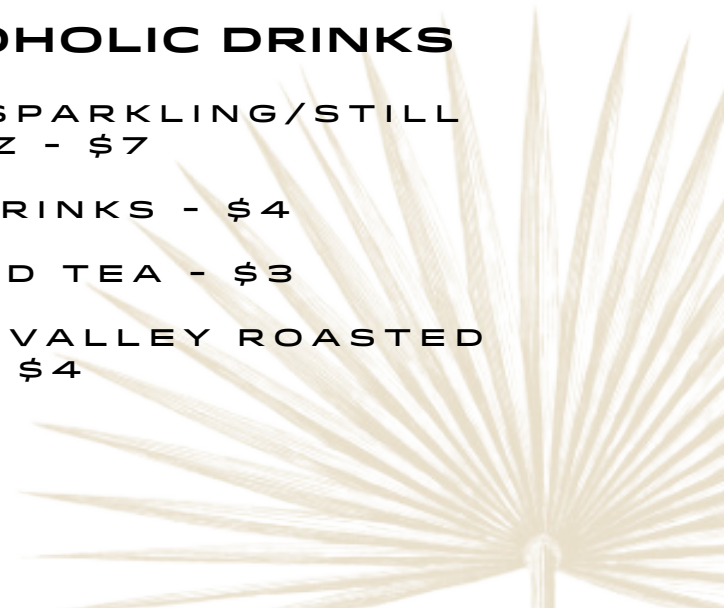 OHOLIC DRINKS
SPARKLING/STILL
Z - $7
RINKS - $4
D TEA - $3
VALLEY ROASTED
$4